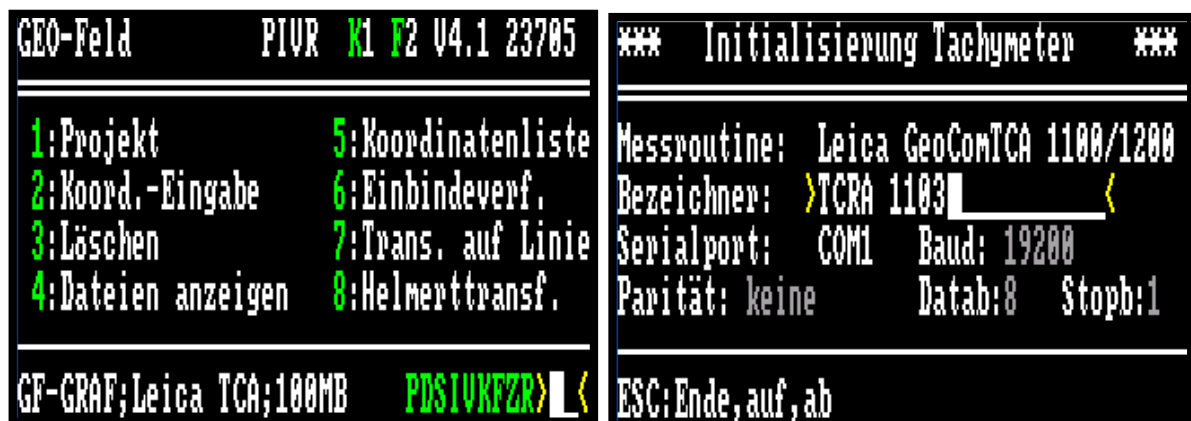 GEO-Feld PIVR K1 F2 V4.1 23705
1:Projekt 5:Koordinatenliste
2:Koord.-Eingabe 6:Einbindeverf.
3:Löschen 7:Trans. auf Linie
4:Dateien anzeigen 8:Helmerttransf.
GF-GRAF;Leica TCA;100MB PDSIVKFZR> <
*** Initialisierung Tachymeter ***
Messroutine: Leica GeoComTCA 1100/1200
Bezeichner: >TCRA 1103 <
Serialport: COM1 Baud: 19200
Parität: keine Datab:8 Stopb:1
ESC:Ende,auf,ab